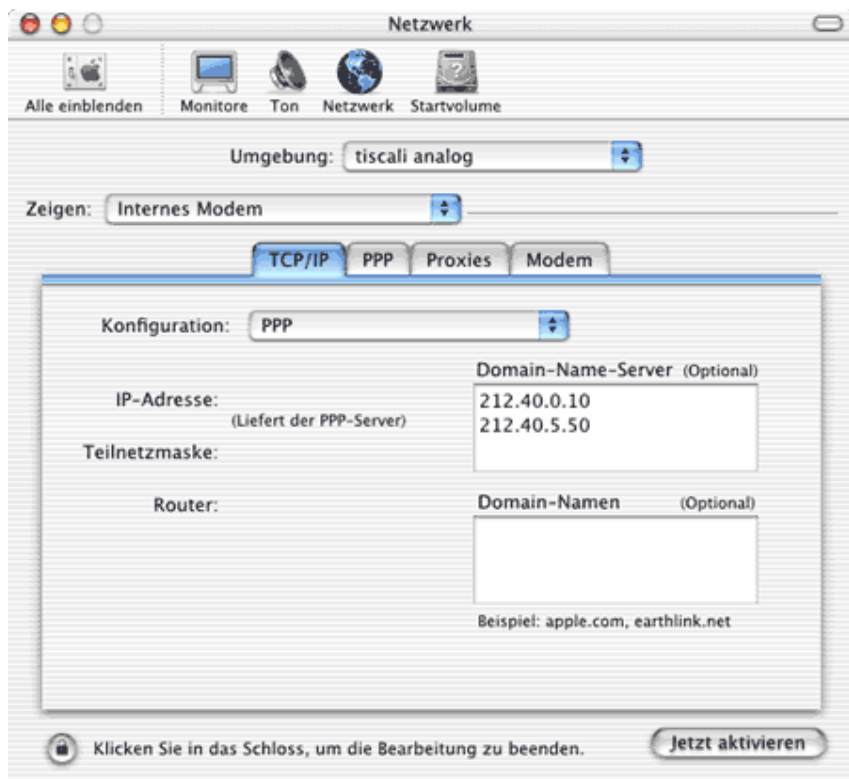 Netzwerk
Alle einblenden
Monitore
Ton
Netzwerk
Startvolume
Umgebung: tiscali analog
Zeigen: Internes Modem
TCP/IP
PPP
Proxies
Modem
Konfiguration: PPP
Domain-Name-Server (Optional)
IP-Adresse:
(Liefert der PPP-Server)
212.40.0.10
212.40.5.50
Teilnetzmaske:
Router:
Domain-Namen (Optional)
Beispiel: apple.com, earthlink.net
Klicken Sie in das Schloss, um die Bearbeitung zu beenden.
Jetzt aktivieren